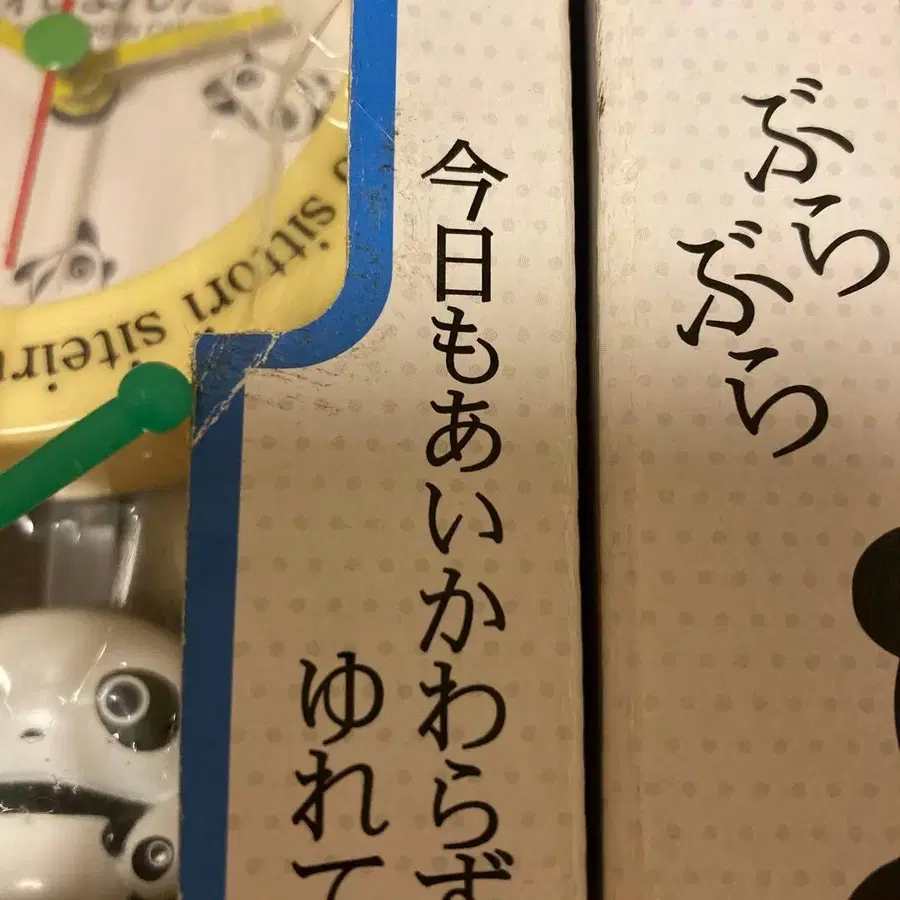 ぶら
ぶら
今日もあいかわらず
ゆれて
sittori siteiru